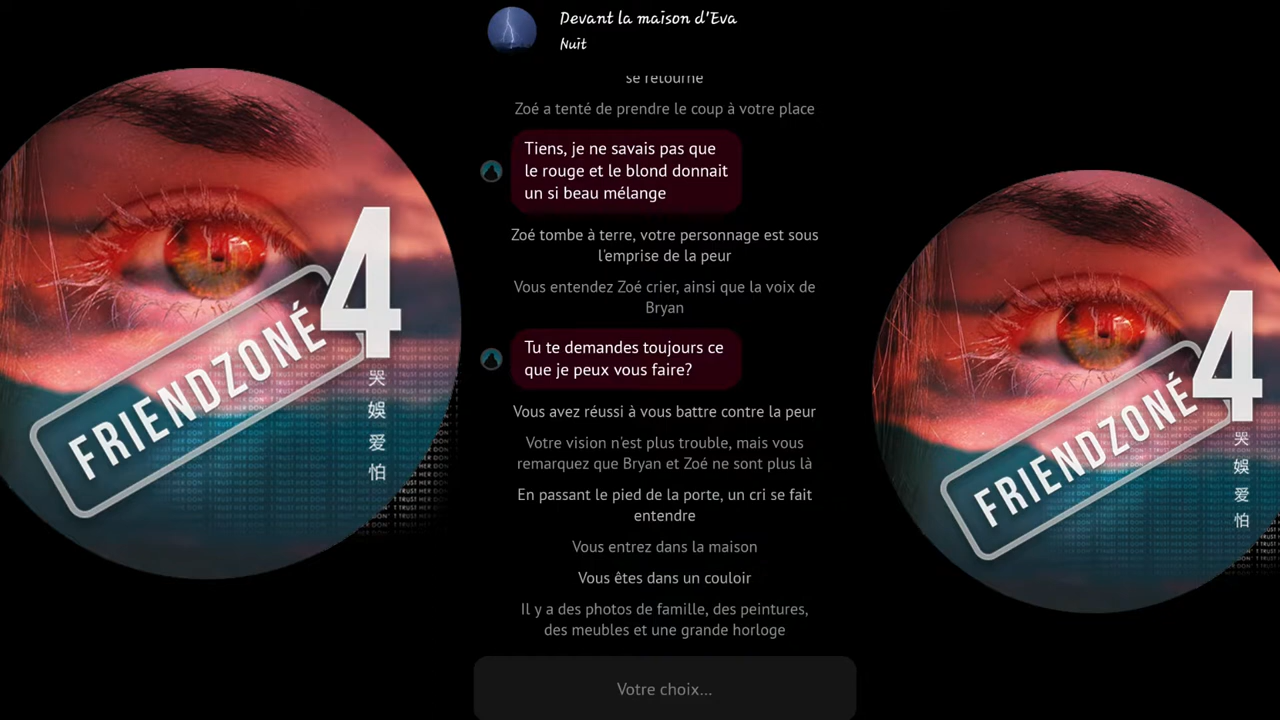 Devant la maison d'Eva
Nuit
se retourne
Zoé a tenté de prendre le coup à votre place
Tiens, je ne savais pas que
le rouge et le blond donnait
un si beau mélange
Zoé tombe à terre, votre personnage est sous
l'emprise de la peur
Vous entendez Zoé crier, ainsi que la voix de
Bryan
Tu te demandes toujours ce
que je peux vous faire?
Vous avez réussi à vous battre contre la peur
Votre vision n'est plus trouble, mais vous
remarquez que Bryan et Zoé ne sont plus là
En passant le pied de la porte, un cri se fait
entendre
Vous entrez dans la maison
Vous êtes dans un couloir
Il y a des photos de famille, des peintures,
des meubles et une grande horloge
Votre choix...
FRIENDZONÉ
4
哭
娯
爱
怕
FRIENDZONÉ
4
哭
娯
爱
怕